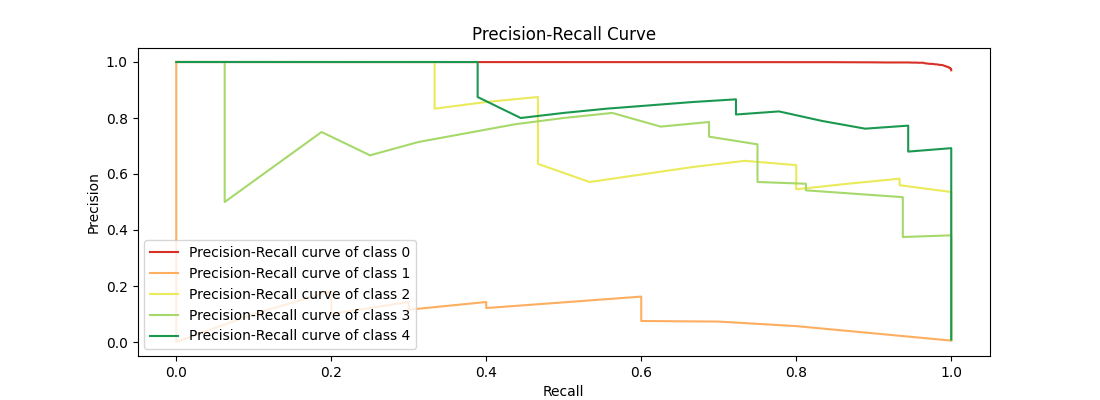 Precision-Recall Curve
1.0
0.8
0.6
0.4
0.2
0.0
Precision
Precision-Recall curve of class 0
Precision-Recall curve of class 1
Precision-Recall curve of class 2
Precision-Recall curve of class 3
Precision-Recall curve of class 4
0.0 0.2 0.4 0.6 0.8 1.0
Recall